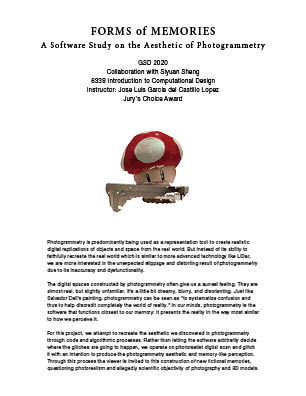 FORMS of MEMORIES
A Software Study on the Aesthetic of Photogrammetry
GSD 2020
Collaboration with Siyuan Sheng
6338 Introduction to Computational Design
Instructor: Jose Luis García del Castillo Lopez
Jury's Choice Award
Photogrammetry is predominantly being used as a representation tool to create realistic
digital replications of objects and space from the real world. But instead of its ability to
faithfully recreate the real world which is similar to more advanced technology like LiDar,
we are more interested in the unexpected slippage and distorting result of photogrammetry
due to its inaccuracy and dysfunctionality.
The digital spaces constructed by photogrammetry often give us a surreal feeling. They are
almost real, but slightly unfamiliar. It's a little bit dreamy, blurry, and disorienting. Just like
Salvador Dali's painting, photogrammetry can be seen "to systematize confusion and
thus to help discredit completely the world of reality." In our minds, photogrammetry is the
software that functions closest to our memory: it presents the reality in the way most similar
to how we perceive it.
For this project, we attempt to recreate the aesthetic we discovered in photogrammetry
through code and algorithmic processes. Rather than letting the software arbitrarily decide
where the glitches are going to happen, we operate on photorealist digital scan and glitch
it with an intention to produce the photogrammetry aesthetic and memory-like perception.
Through this process the viewer is invited to this construction of new fictional memories,
questioning photorealism and allegedly scientific objectivity of photography and 3D models.